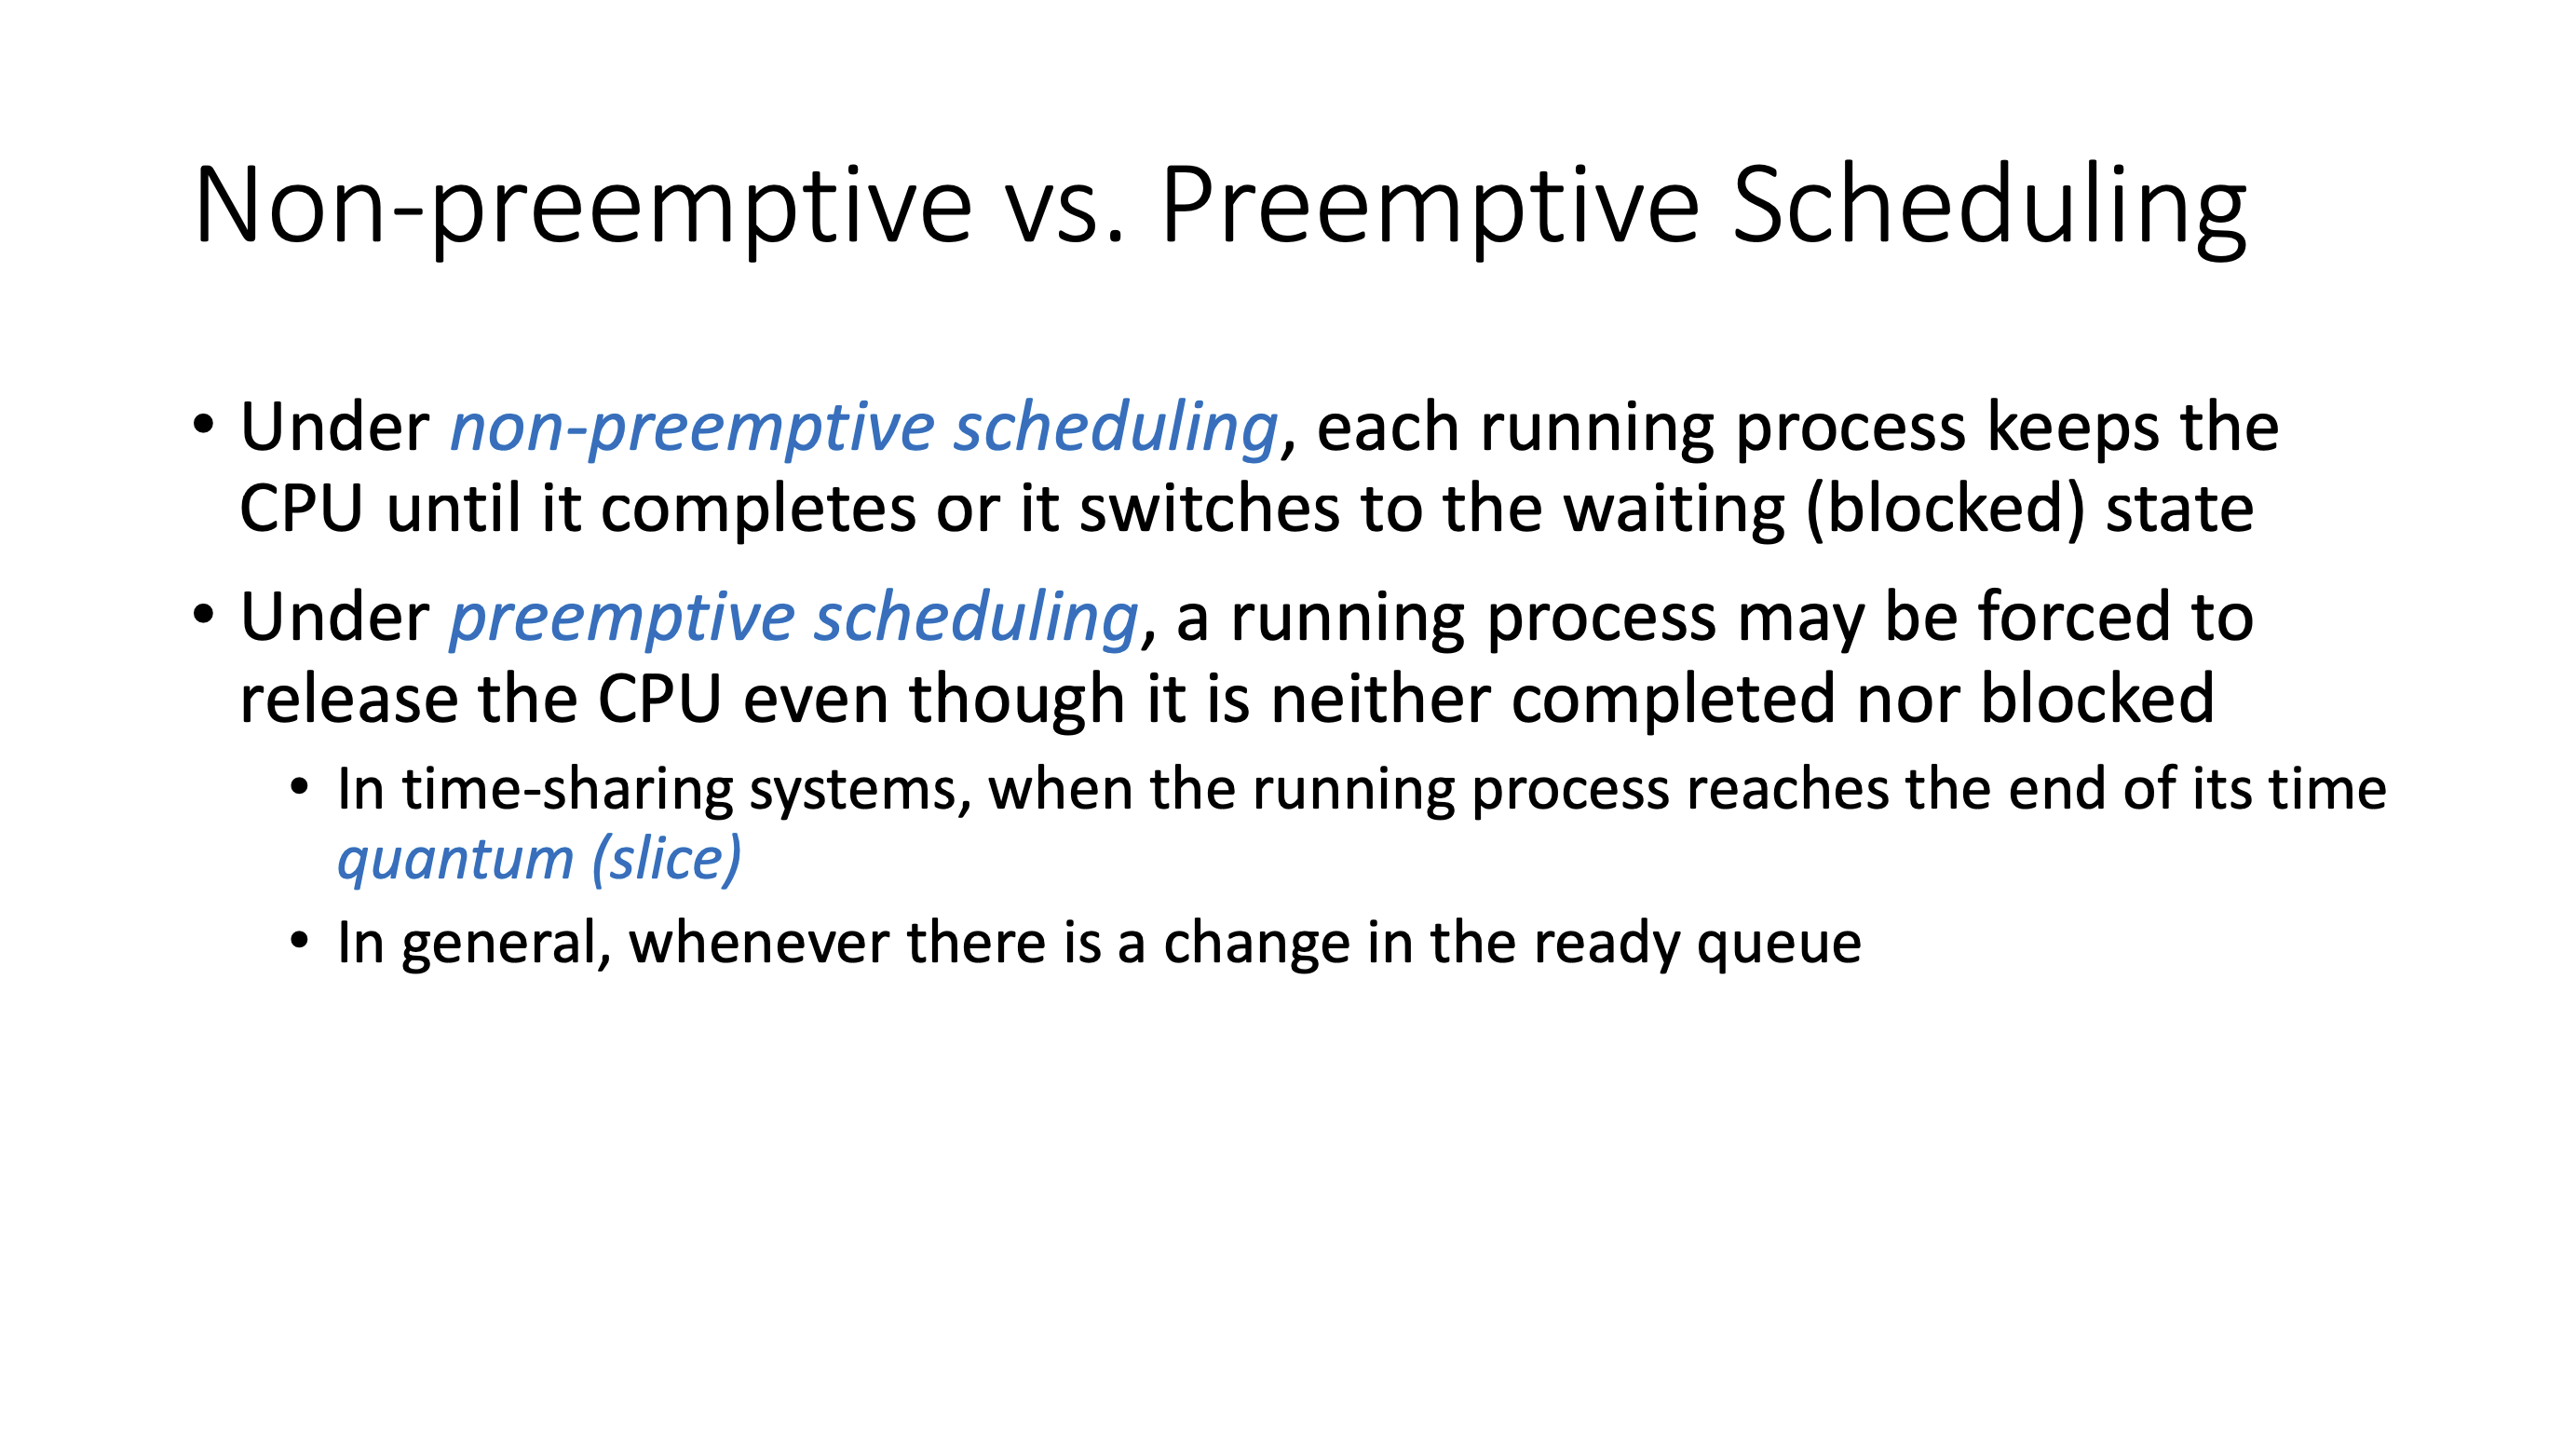 Non-preemptive vs. Preemptive Scheduling
• Under non-preemptive scheduling, each running process keeps the
CPU until it completes or it switches to the waiting (blocked) state
• Under preemptive scheduling, a running process may be forced to
release the CPU even though it is neither completed nor blocked
• In time-sharing systems, when the running process reaches the end of its time
quantum (slice)
• In general, whenever there is a change in the ready queue